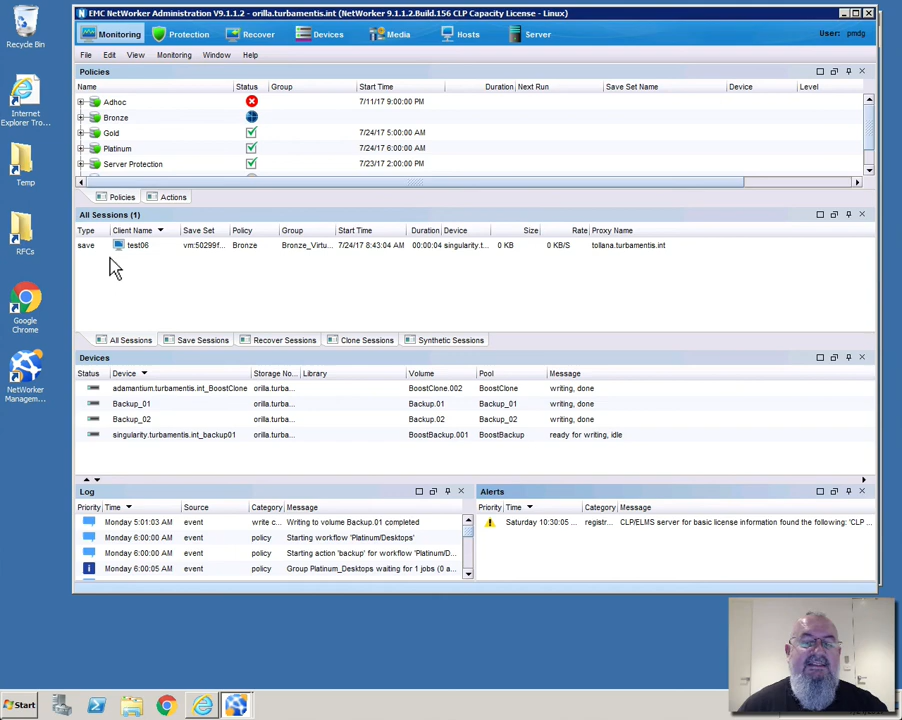 EMC NetWorker Administration V9.1.1.2 - orilla.turbamentis.int (NetWorker 9.1.1.2.Build.156 CLP Capacity License - Linux)
Recycle Bin
Monitoring Protection Recover Devices Media Hosts Server User: pmdg
File Edit View Monitoring Window Help
Policies
Name Status Group Start Time Duration Next Run Save Set Name Device Level
Adhoc 7/11/17 9:00:00 PM
Bronze
Gold 7/24/17 5:00:00 AM
Platinum 7/24/17 6:00:00 AM
Server Protection 7/23/17 2:00:00 PM
Internet Explorer Tro...
Temp
Policies Actions
All Sessions (1)
Type Client Name Save Set Policy Group Start Time Duration Device Size Rate Proxy Name
save test06 vm:50299f... Bronze Bronze_Virtu... 7/24/17 8:43:04 AM 00:00:04 singularity.t... 0 KB 0 KB/S tollana.turbamentis.int
RFCs
Google Chrome
All Sessions Save Sessions Recover Sessions Clone Sessions Synthetic Sessions
Devices
Status Device Storage No... Library Volume Pool Message
adamantium.turbamentis.int_BoostClone orilla.turba... BoostClone.002 BoostClone writing, done
Backup_01 orilla.turba... Backup.01 Backup_01 writing, done
Backup_02 orilla.turba... Backup.02 Backup_02 writing, done
singularity.turbamentis.int_backup01 orilla.turba... BoostBackup.001 BoostBackup ready for writing, idle
NetWorker Managem...
Log
Priority Time Source Category Message
Monday 5:01:03 AM event write c... Writing to volume Backup.01 completed
Monday 6:00:00 AM event policy Starting workflow 'Platinum/Desktops'
Monday 6:00:00 AM event policy Starting action 'backup' for workflow 'Platinum/D...
Monday 6:00:05 AM event policy Group Platinum_Desktops waiting for 1 jobs (0 a...
Alerts
Priority Time Category Message
Saturday 10:30:05 ... registr... CLP/ELMS server for basic license information found the following: 'CLP ...
Start